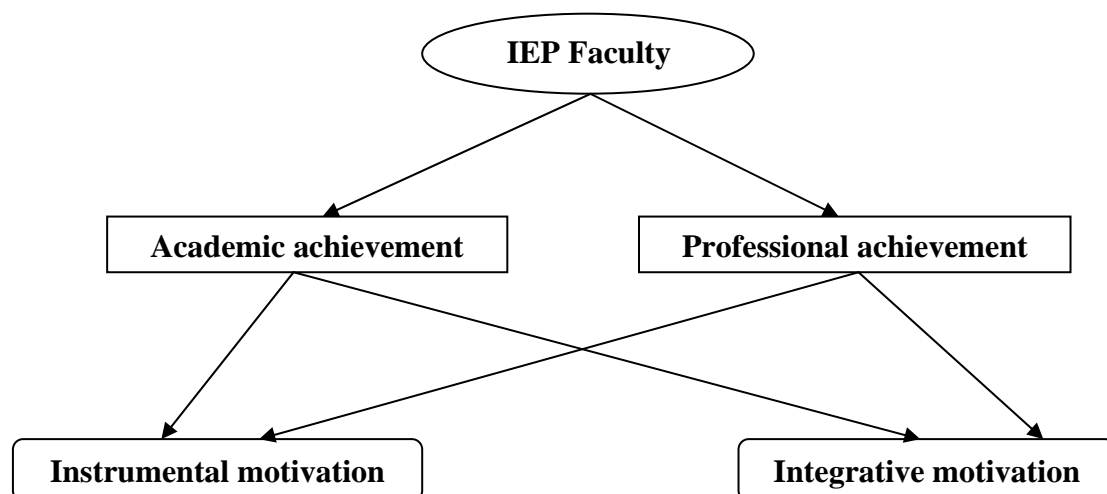 IEP Faculty
Academic achievement
Professional achievement
Instrumental motivation
Integrative motivation